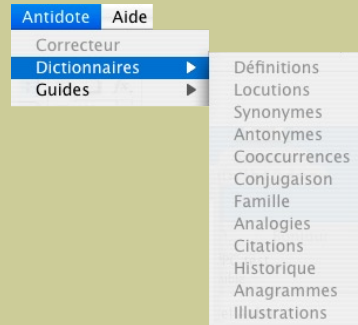 Antidote Aide
Correcteur
Dictionnaires
Guides
Définitions
Locutions
Synonymes
Antonymes
Cooccurrences
Conjugaison
Famille
Analogies
Citations
Historique
Anagrammes
Illustrations